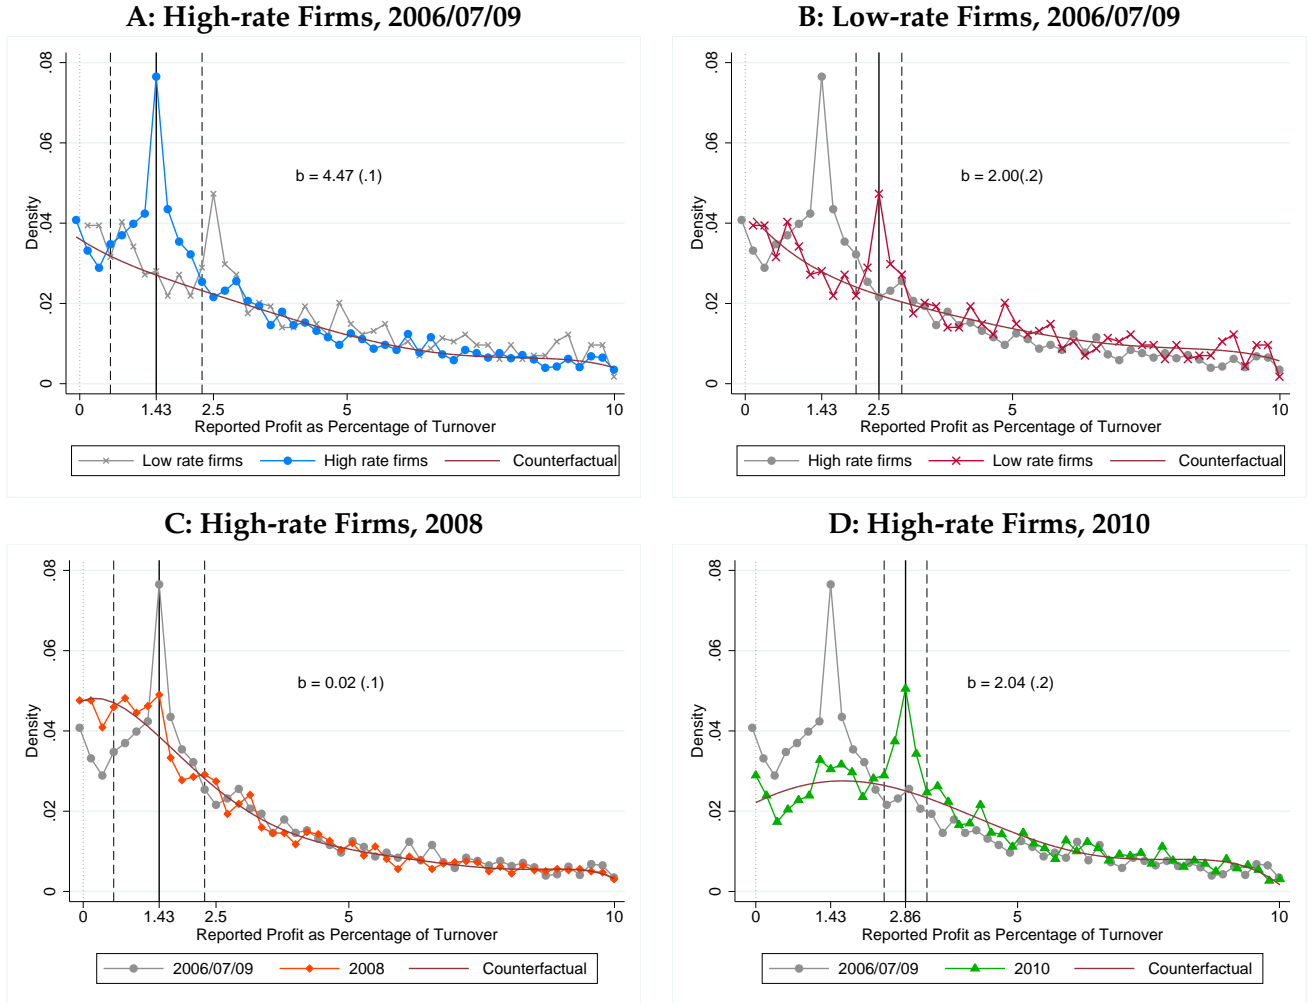 A: High-rate Firms, 2006/07/09
Density
0 .02 .04 .06 .08
b = 4.47 (.1)
0 1.43 2.5 5 10
Reported Profit as Percentage of Turnover
Low rate firms High rate firms Counterfactual
B: Low-rate Firms, 2006/07/09
Density
0 .02 .04 .06 .08
b = 2.00(.2)
0 1.43 2.5 5 10
Reported Profit as Percentage of Turnover
High rate firms Low rate firms Counterfactual
C: High-rate Firms, 2008
Density
0 .02 .04 .06 .08
b = 0.02 (.1)
0 1.43 2.5 5 10
Reported Profit as Percentage of Turnover
2006/07/09 2008 Counterfactual
D: High-rate Firms, 2010
Density
0 .02 .04 .06 .08
b = 2.04 (.2)
0 1.43 2.86 5 10
Reported Profit as Percentage of Turnover
2006/07/09 2010 Counterfactual